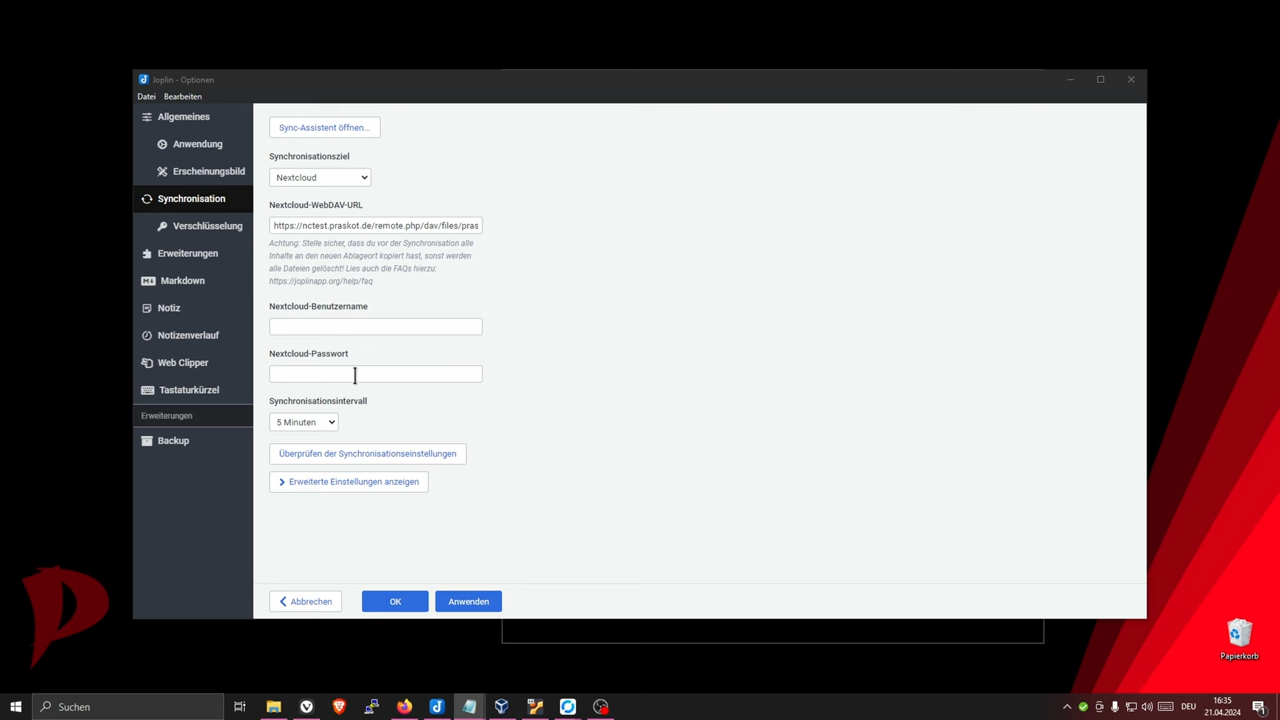 Joplin - Optionen
Datei Bearbeiten
Allgemeines
Anwendung
Erscheinungsbild
Synchronisation
Verschlüsselung
Erweiterungen
Markdown
Notiz
Notizenverlauf
Web Clipper
Tastaturkürzel
Erweiterungen
Backup
Sync-Assistent öffnen...
Synchronisationsziel
Nextcloud
Nextcloud-WebDAV-URL
https://nctest.praskot.de/remote.php/dav/files/pras
Achtung: Stelle sicher, dass du vor der Synchronisation alle
Inhalte an den neuen Ablageort kopiert hast, sonst werden
alle Dateien gelöscht! Lies auch die FAQs hierzu:
https://joplinapp.org/help/faq
Nextcloud-Benutzername
Nextcloud-Passwort
Synchronisationsintervall
5 Minuten
Überprüfen der Synchronisationseinstellungen
Erweiterte Einstellungen anzeigen
Abbrechen OK Anwenden
Papierkorb
Suchen
DEU
16:35
21.04.2024
1